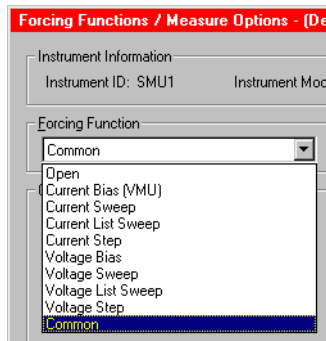 Forcing Functions / Measure Options - (De
Instrument Information
Instrument ID: SMU1 Instrument Mod
Forcing Function
Common
Open
Current Bias (VMU)
Current Sweep
Current List Sweep
Current Step
Voltage Bias
Voltage Sweep
Voltage List Sweep
Voltage Step
Common